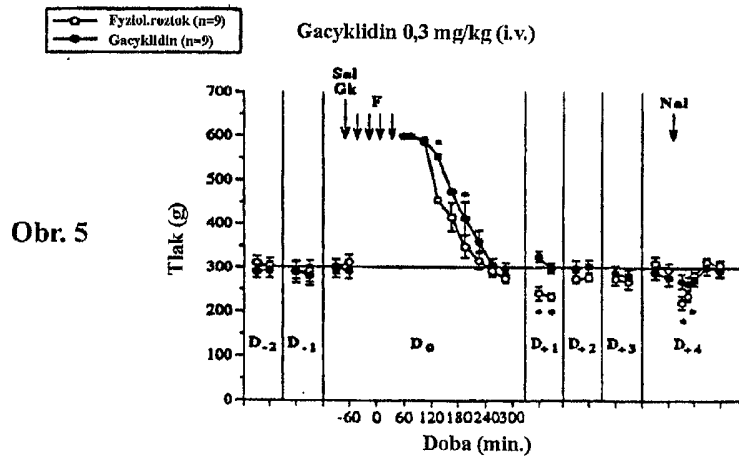 Fyziol.roztok (n=9)
Gacyklidin (n=9)
Gacyklidin 0,3 mg/kg (i.v.)
Sal
Gk
F
Nal
Obr. 5
Tlak (g)
700
600
500
400
300
200
100
0
D-2
D-1
D0
D+1
D+2
D+3
D+4
-60 0 60 120 180 240 300
Doba (min.)